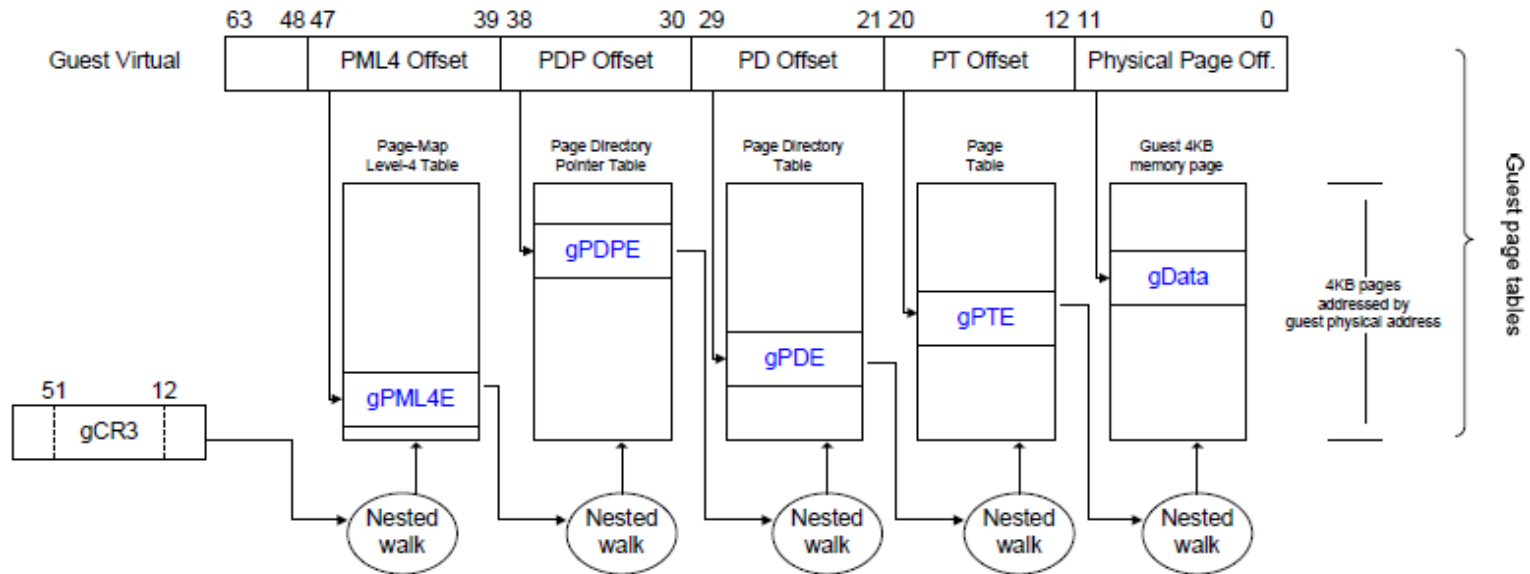 63 48 47 39 38 30 29 21 20 12 11 0
Guest Virtual PML4 Offset PDP Offset PD Offset PT Offset Physical Page Off.
Page-Map
Level-4 Table
Page Directory
Pointer Table
Page Directory
Table
Page
Table
Guest 4KB
memory page
gPML4E
gPDPE
gPDE
gPTE
gData
4KB pages
addressed by
guest physical address
Guest page tables
51 12
gCR3
Nested
walk
Nested
walk
Nested
walk
Nested
walk
Nested
walk